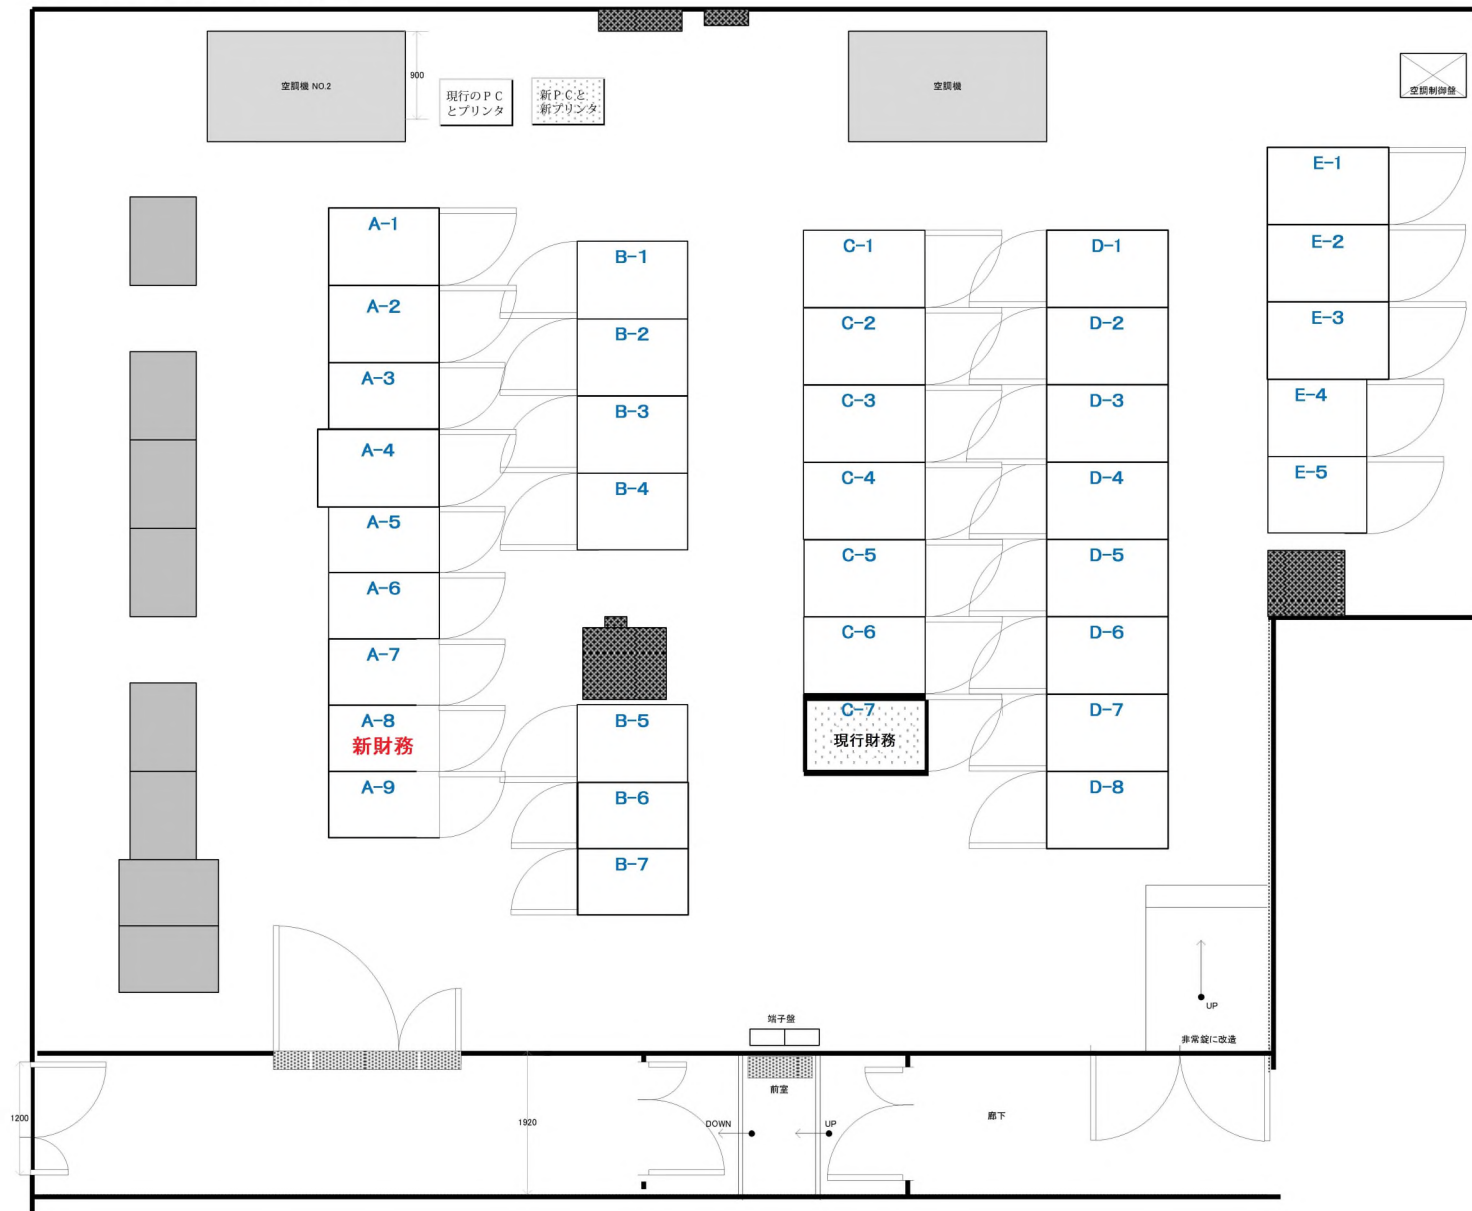 空調機 NO.2
900
現行のＰＣ
とプリンタ
新ＰＣと
新プリンタ
空調機
空調制御盤
A-1
A-2
A-3
A-4
A-5
A-6
A-7
A-8
新財務
A-9
B-1
B-2
B-3
B-4
B-5
B-6
B-7
C-1
C-2
C-3
C-4
C-5
C-6
C-7
現行財務
D-1
D-2
D-3
D-4
D-5
D-6
D-7
D-8
E-1
E-2
E-3
E-4
E-5
UP
非常錠に改造
端子盤
前室
1200
1920
DOWN
UP
廊下